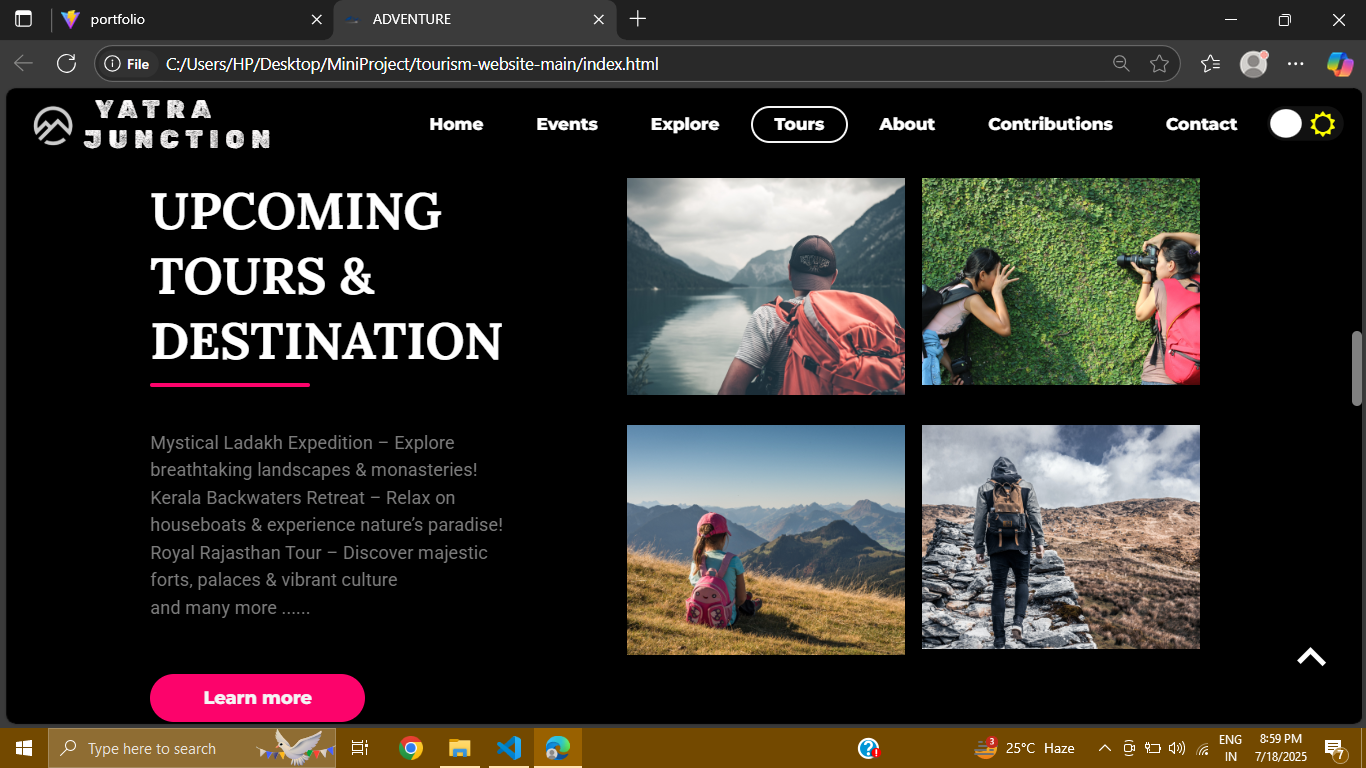 portfolio
ADVENTURE
File
C:/Users/HP/Desktop/MiniProject/tourism-website-main/index.html
YATRA
JUNCTION
Home
Events
Explore
Tours
About
Contributions
Contact
UPCOMING
TOURS &
DESTINATION
Mystical Ladakh Expedition – Explore
breathtaking landscapes & monasteries!
Kerala Backwaters Retreat – Relax on
houseboats & experience nature’s paradise!
Royal Rajasthan Tour – Discover majestic
forts, palaces & vibrant culture
and many more ......
Learn more
Type here to search
3
25°C Haze
ENG
IN
8:59 PM
7/18/2025
7